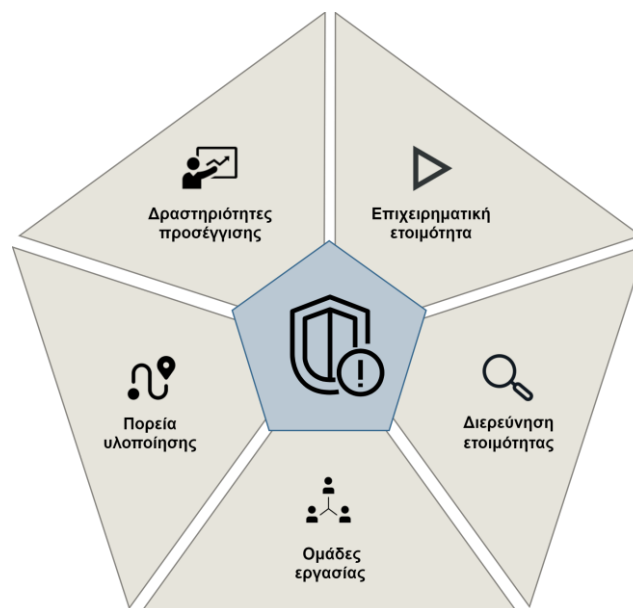 Δραστηριότητες
προσέγγισης
Επιχειρηματική
ετοιμότητα
Πορεία
υλοποίησης
Διερεύνηση
ετοιμότητας
Ομάδες
εργασίας